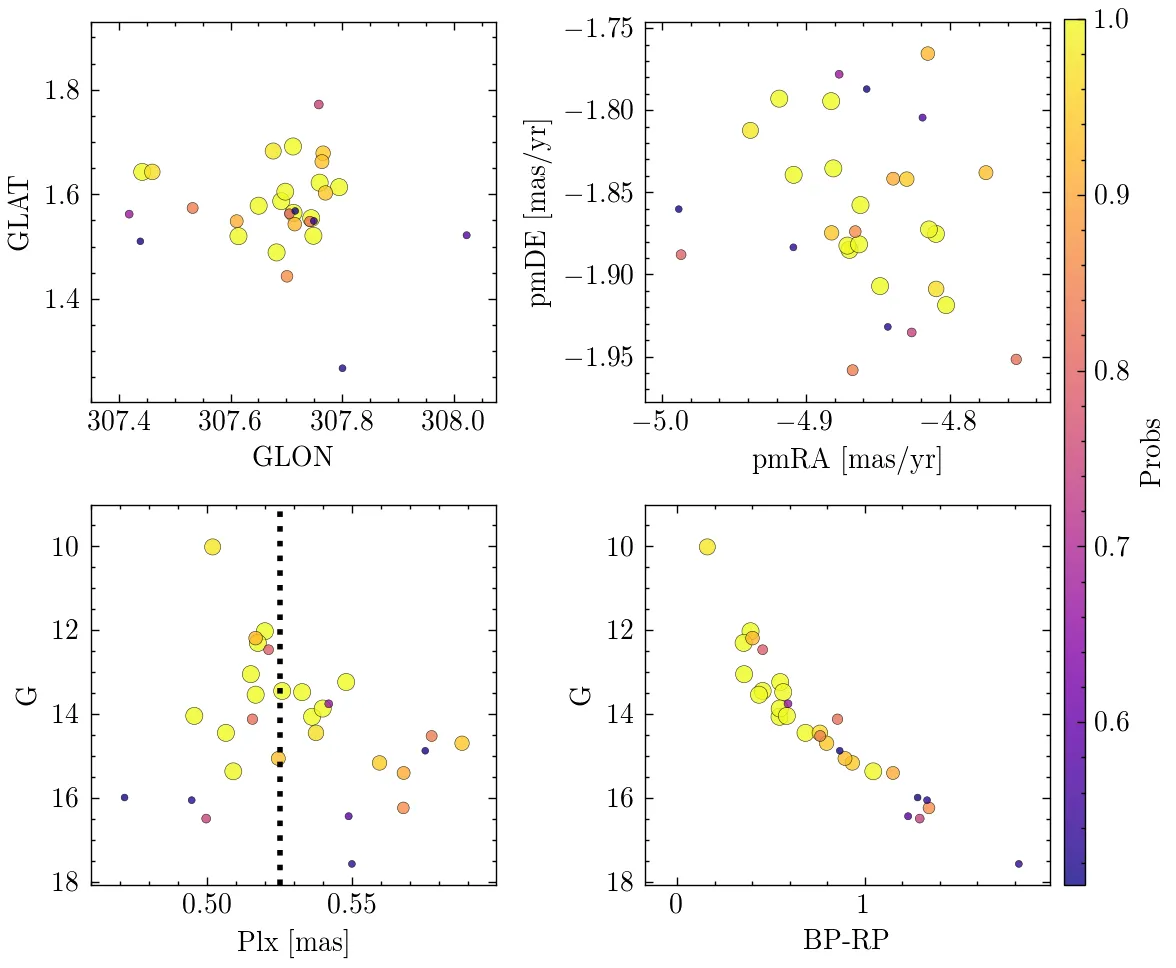 1.8
1.6
1.4
GLAT
307.4 307.6 307.8 308.0
GLON
−1.75
−1.80
−1.85
−1.90
−1.95
pmDE [mas/yr]
−5.0 −4.9 −4.8
pmRA [mas/yr]
1.0
0.9
0.8
0.7
0.6
Probs
10
12
14
16
18
G
0.50 0.55
Plx [mas]
10
12
14
16
18
G
0 1
BP-RP